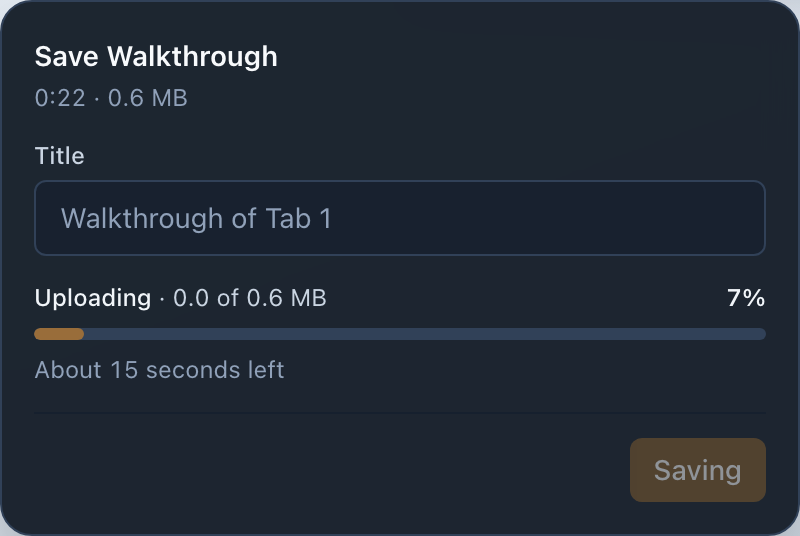 Save Walkthrough
0:22 · 0.6 MB
Title
Walkthrough of Tab 1
Uploading · 0.0 of 0.6 MB 7%
About 15 seconds left
Saving